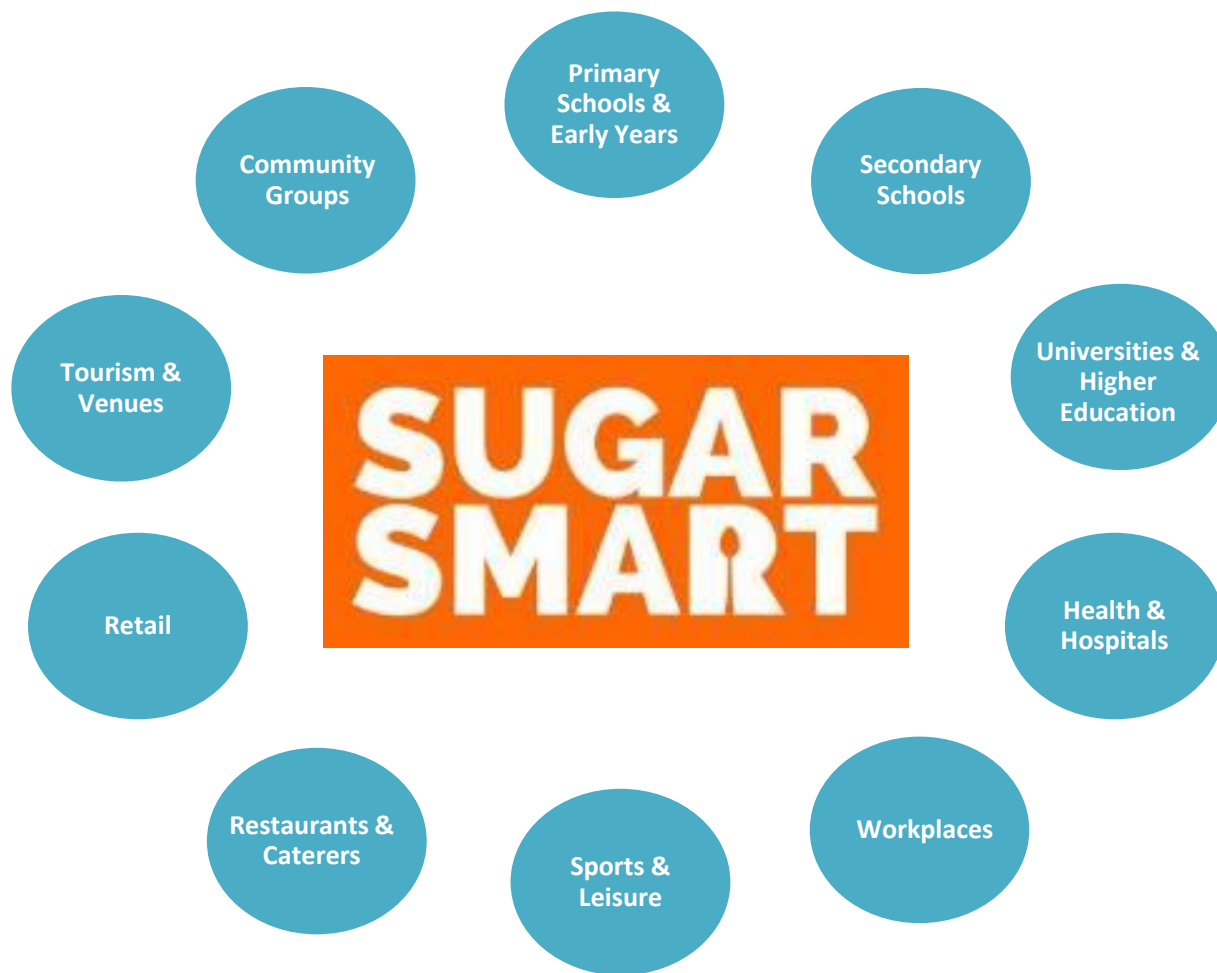 Primary
Schools &
Early Years
Community
Groups
Secondary
Schools
Tourism &
Venues
Universities &
Higher
Education
SUGAR
SMART
Retail
Health &
Hospitals
Restaurants &
Caterers
Sports &
Leisure
Workplaces